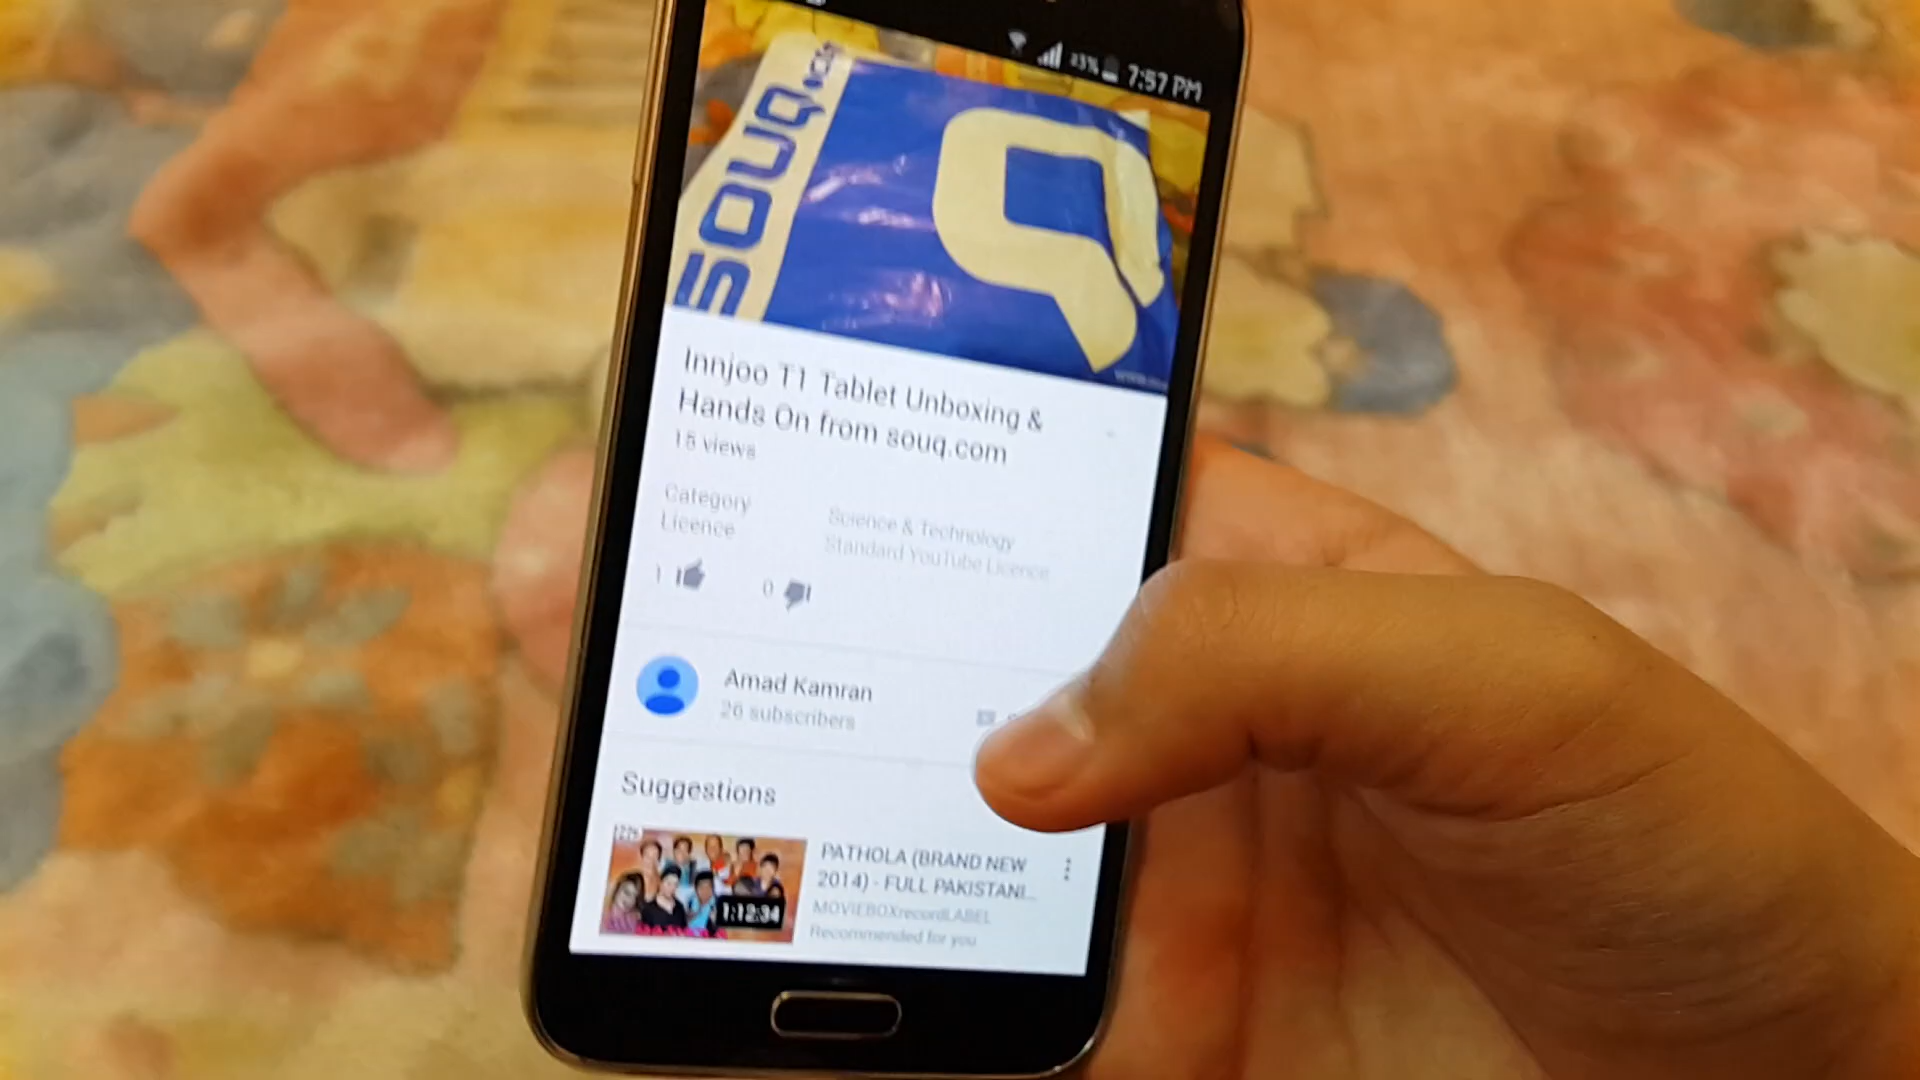 23% 7:57 PM
souq.com
Innjoo T1 Tablet Unboxing &
Hands On from souq.com
15 views
Category
Science & Technology
Licence
Standard YouTube Licence
1
0
Amad Kamran
26 subscribers
Suggestions
1:12:34
PATHOLA (BRAND NEW
2014) - FULL PAKISTANI...
MOVIEBOXrecordLABEL
Recommended for you